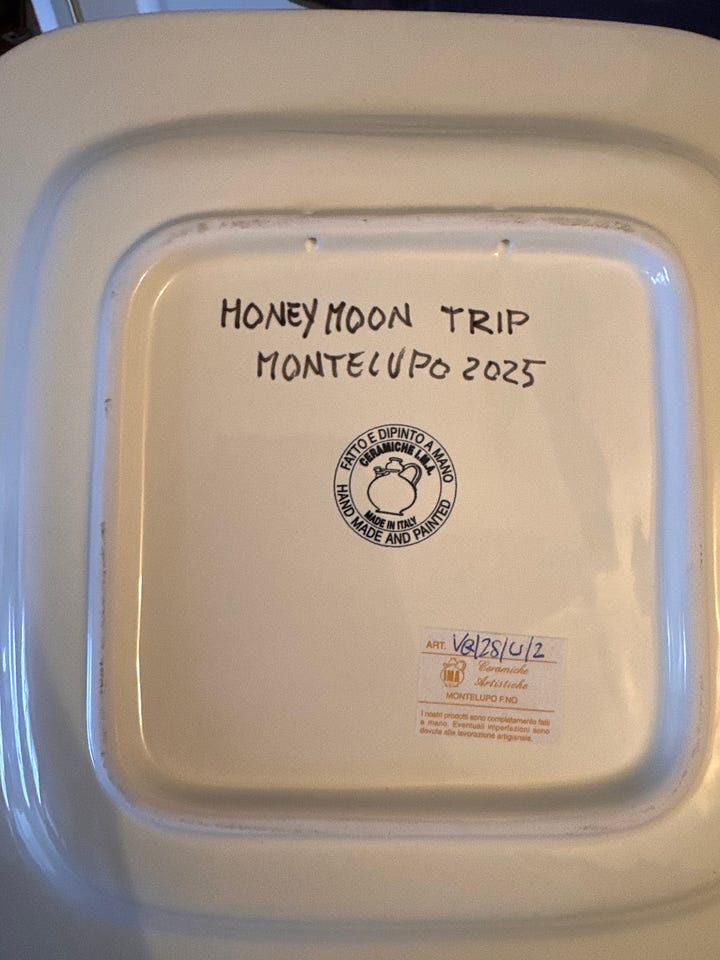 HONEYMOON TRIP
MONTELUPO 2025
FATTO E DIPINTO A MANO
CERAMICHE I.M.A.
MADE IN ITALY
HAND MADE AND PAINTED
ART. VB/28/U/2
IMA
Ceramiche
Artistiche
MONTELUPO F.NO
I nostri prodotti sono completamente fatti
a mano. Eventuali imperfezioni sono
dovute alla lavorazione artigianale.